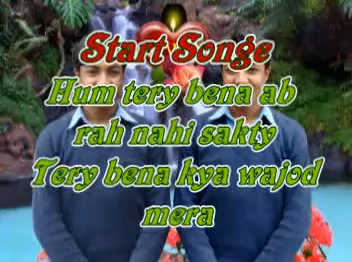 Start Songe
Hum tery bena ab
rah nahi sakty
Tery bena kya wajod
mera